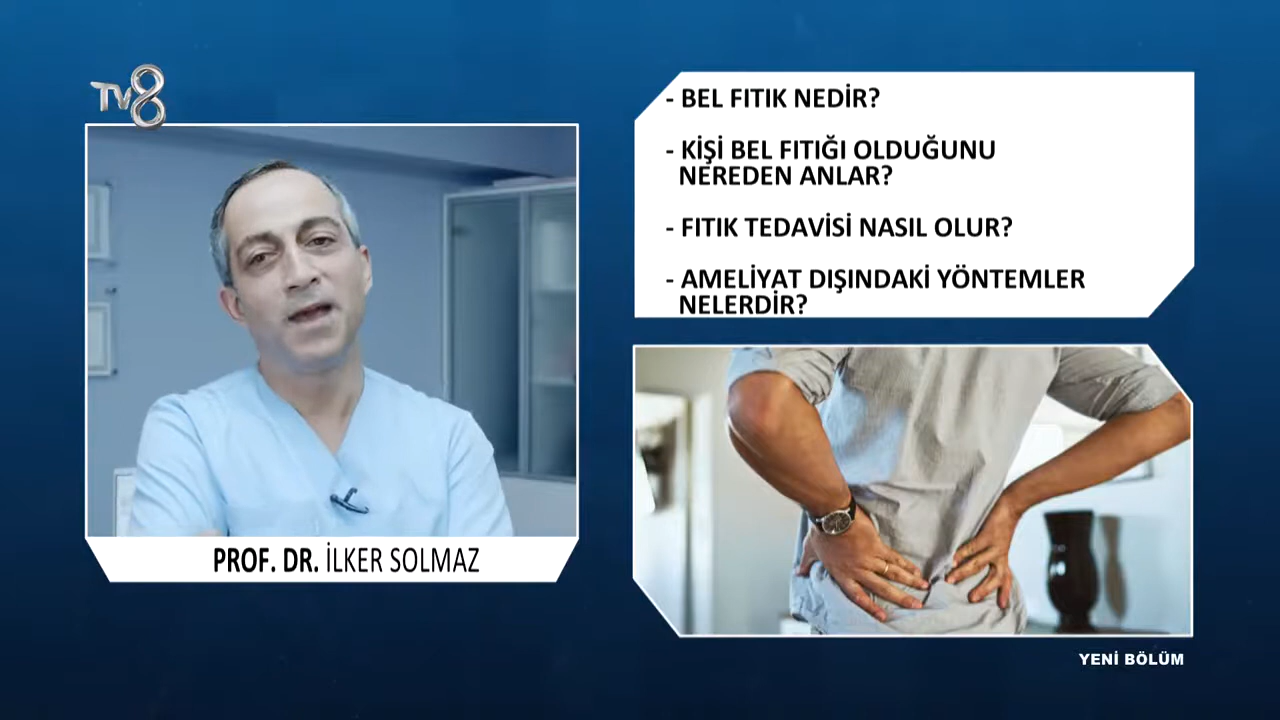 TV8
- BEL FITIK NEDİR?
- KİŞİ BEL FITIĞI OLDUĞUNU
NEREDEN ANLAR?
- FITIK TEDAVİSİ NASIL OLUR?
- AMELİYAT DIŞINDAKİ YÖNTEMLER
NELERDİR?
PROF. DR. İLKER SOLMAZ
YENİ BÖLÜM